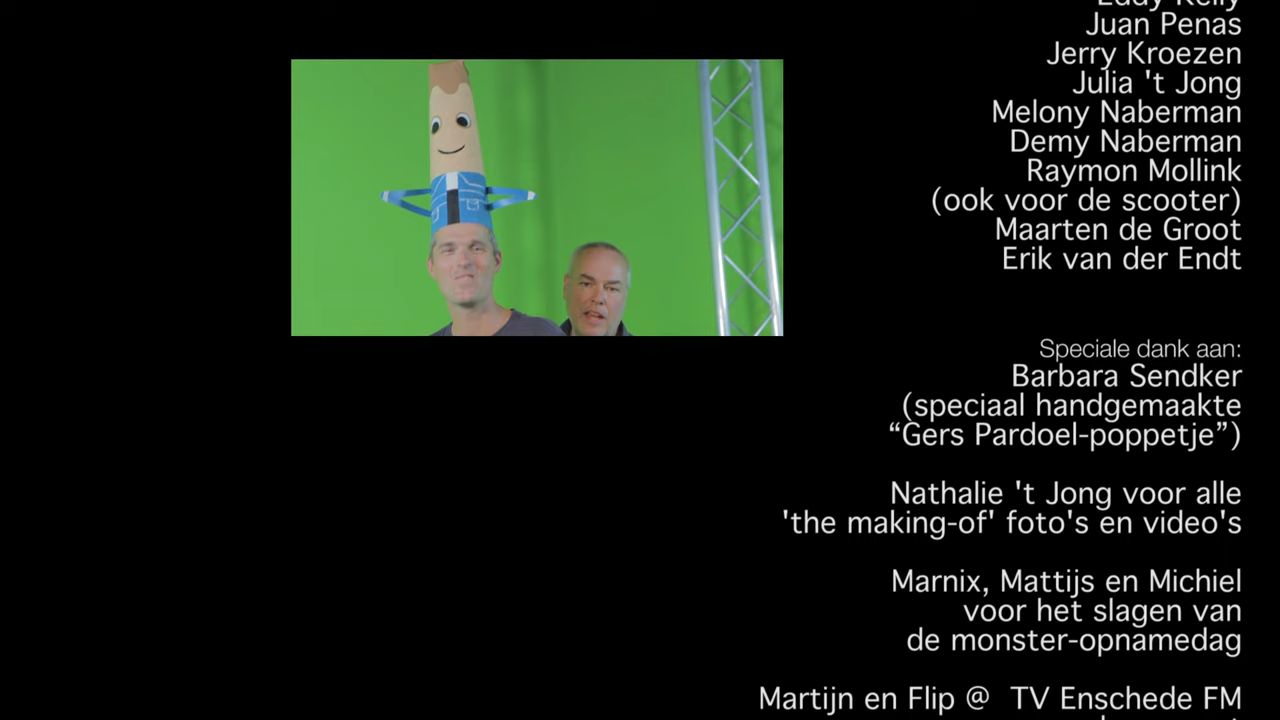 Eddy Kelly
Juan Penas
Jerry Kroezen
Julia 't Jong
Melony Naberman
Demy Naberman
Raymon Mollink
(ook voor de scooter)
Maarten de Groot
Erik van der Endt
Speciale dank aan:
Barbara Sendker
(speciaal handgemaakte
“Gers Pardoel-poppetje”)
Nathalie 't Jong voor alle
'the making-of' foto's en video's
Marnix, Mattijs en Michiel
voor het slagen van
de monster-opnamedag
Martijn en Flip @  TV Enschede FM